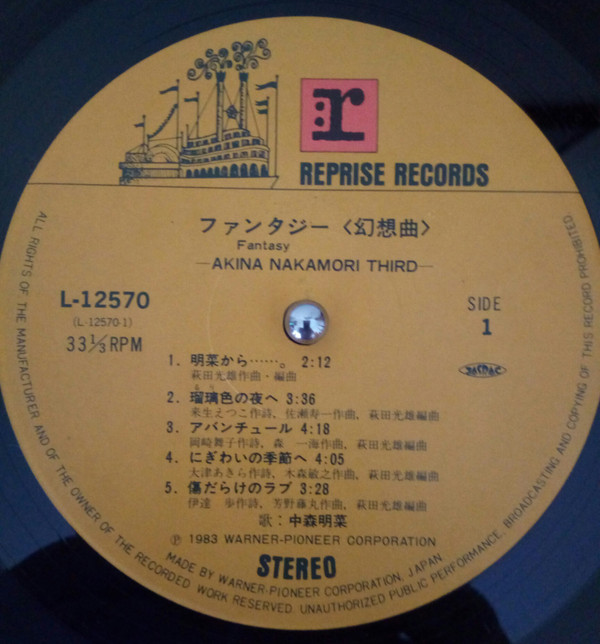 :r
REPRISE RECORDS
ファンタジー〈幻想曲〉
Fantasy
—AKINA NAKAMORI THIRD—
L-12570
(L-12570-1)
33⅓RPM
SIDE
1
1. 明菜から……。 2:12
萩田光雄作曲・編曲
るり
2. 瑠璃色の夜へ 3:36
来生えつこ作詩、佐瀬寿一作曲、萩田光雄編曲
3. アバンチュール 4:18
岡崎舞子作詩、森 一海作曲、萩田光雄編曲
4. にぎわいの季節へ 4:05
大津あきら作詩、木森敏之作曲、萩田光雄編曲
5. 傷だらけのラブ 3:28
伊達 歩作詩、芳野藤丸作曲、萩田光雄編曲
歌：中森明菜
Ⓟ 1983 WARNER-PIONEER CORPORATION
STEREO
JASRAC
MADE BY WARNER-PIONEER CORPORATION, JAPAN.
ALL RIGHTS OF THE MANUFACTURER AND OF THE OWNER OF THE RECORDED WORK RESERVED. UNAUTHORIZED PUBLIC PERFORMANCE, BROADCASTING AND COPYING OF THIS RECORD PROHIBITED.